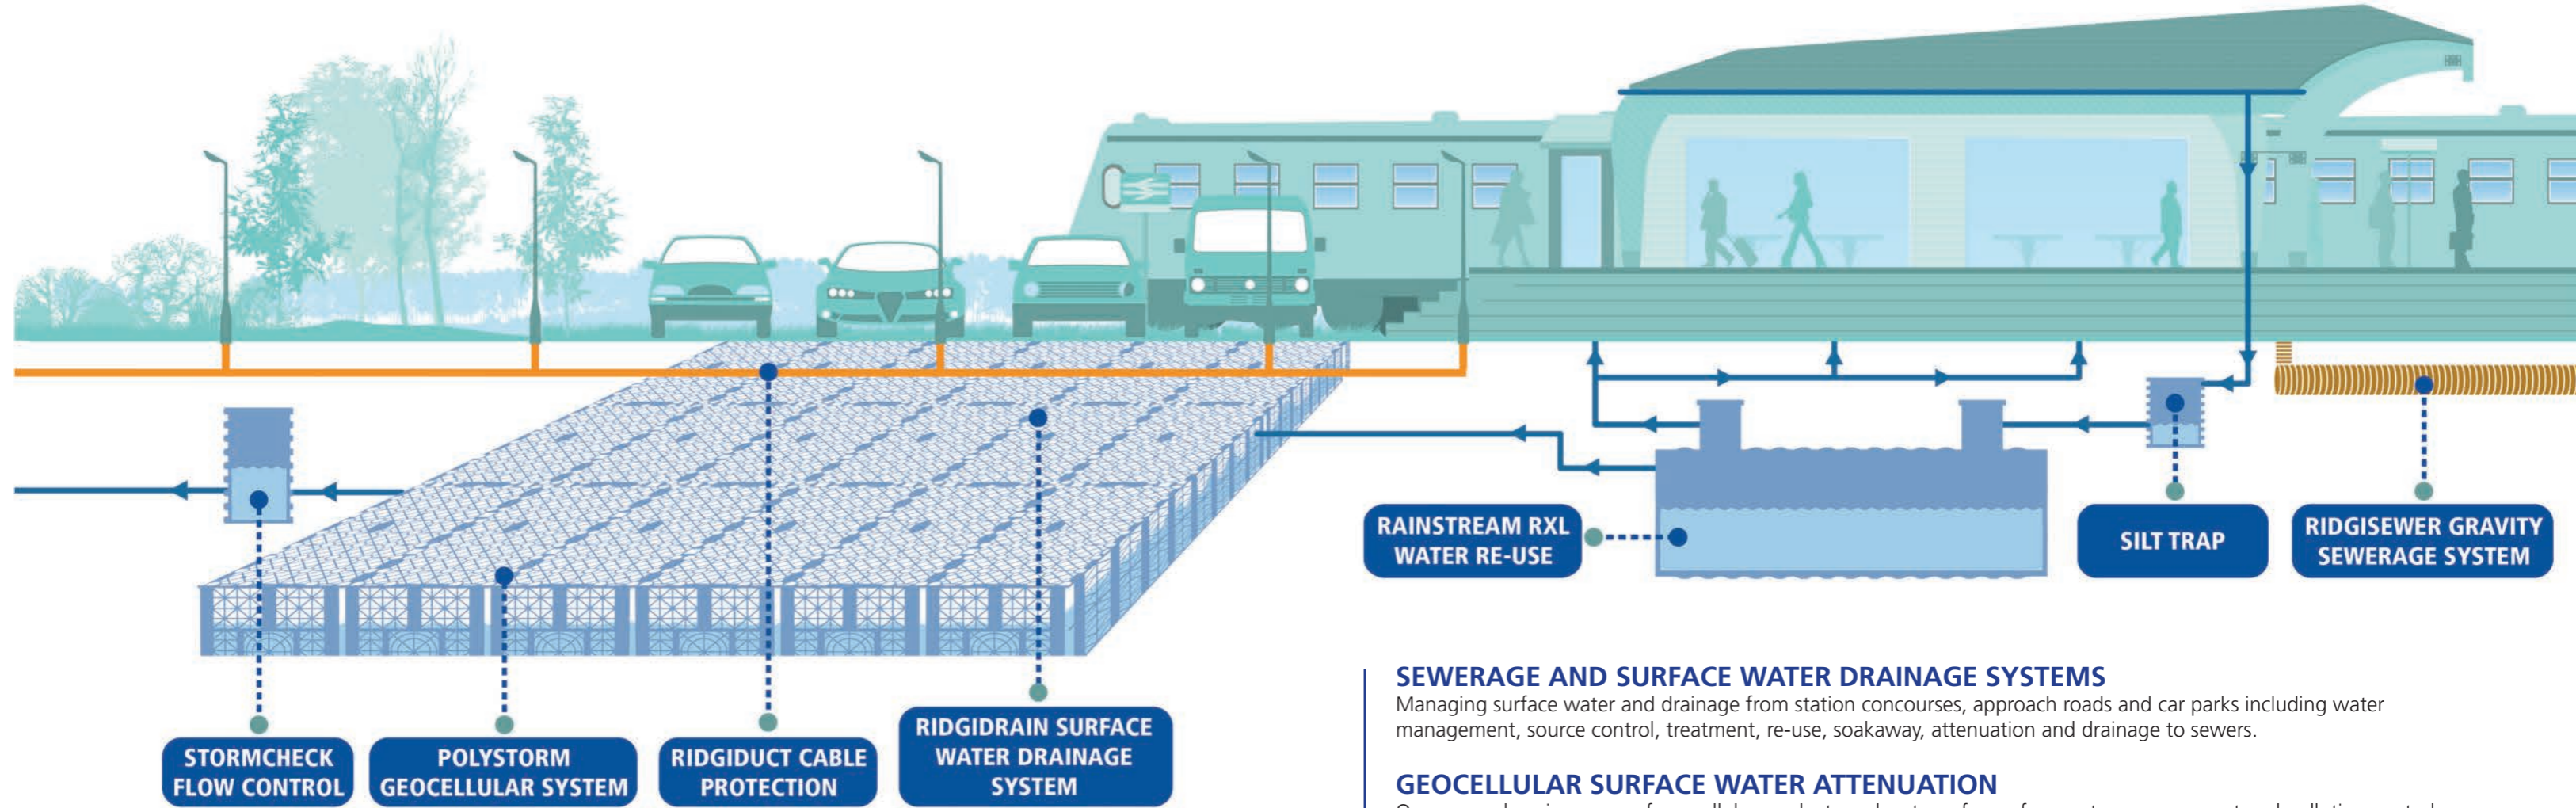 RAINSTREAM RXL
WATER RE-USE
SILT TRAP
RIDGISEWER GRAVITY
SEWERAGE SYSTEM
STORMCHECK
FLOW CONTROL
POLYSTORM
GEOCELLULAR SYSTEM
RIDGIDUCT CABLE
PROTECTION
RIDGIDRAIN SURFACE
WATER DRAINAGE
SYSTEM
SEWERAGE AND SURFACE WATER DRAINAGE SYSTEMS
Managing surface water and drainage from station concourses, approach roads and car parks including water
management, source control, treatment, re-use, soakaway, attenuation and drainage to sewers.
GEOCELLULAR SURFACE WATER ATTENUATION